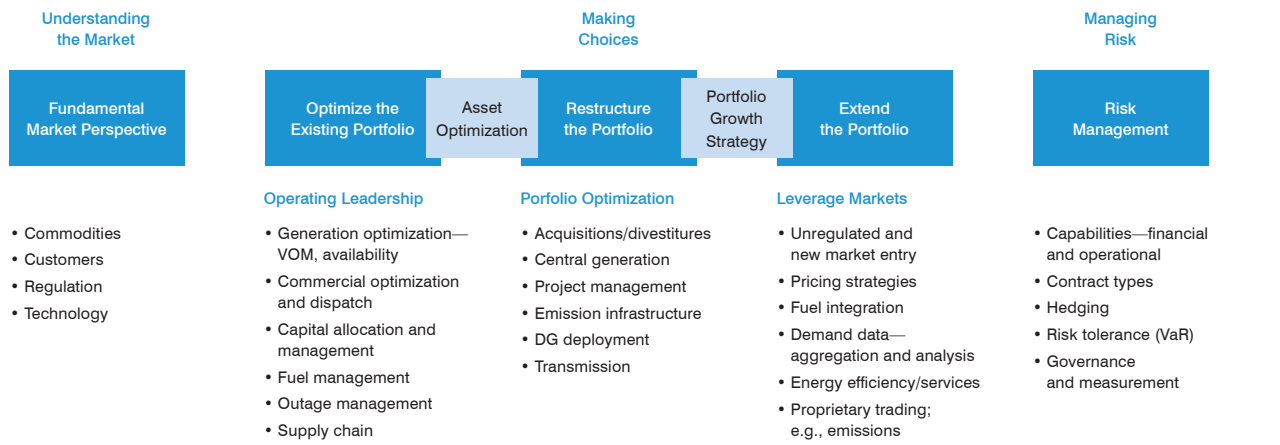 Understanding
the Market
Making
Choices
Managing
Risk
Fundamental
Market Perspective
Optimize the
Existing Portfolio
Asset
Optimization
Restructure
the Portfolio
Portfolio
Growth
Strategy
Extend
the Portfolio
Risk
Management
• Commodities
• Customers
• Regulation
• Technology
Operating Leadership
• Generation optimization—
VOM, availability
• Commercial optimization
and dispatch
• Capital allocation and
management
• Fuel management
• Outage management
• Supply chain
Porfolio Optimization
• Acquisitions/divestitures
• Central generation
• Project management
• Emission infrastructure
• DG deployment
• Transmission
Leverage Markets
• Unregulated and
new market entry
• Pricing strategies
• Fuel integration
• Demand data—
aggregation and analysis
• Energy efficiency/services
• Proprietary trading;
e.g., emissions
• Capabilities—financial
and operational
• Contract types
• Hedging
• Risk tolerance (VaR)
• Governance
and measurement